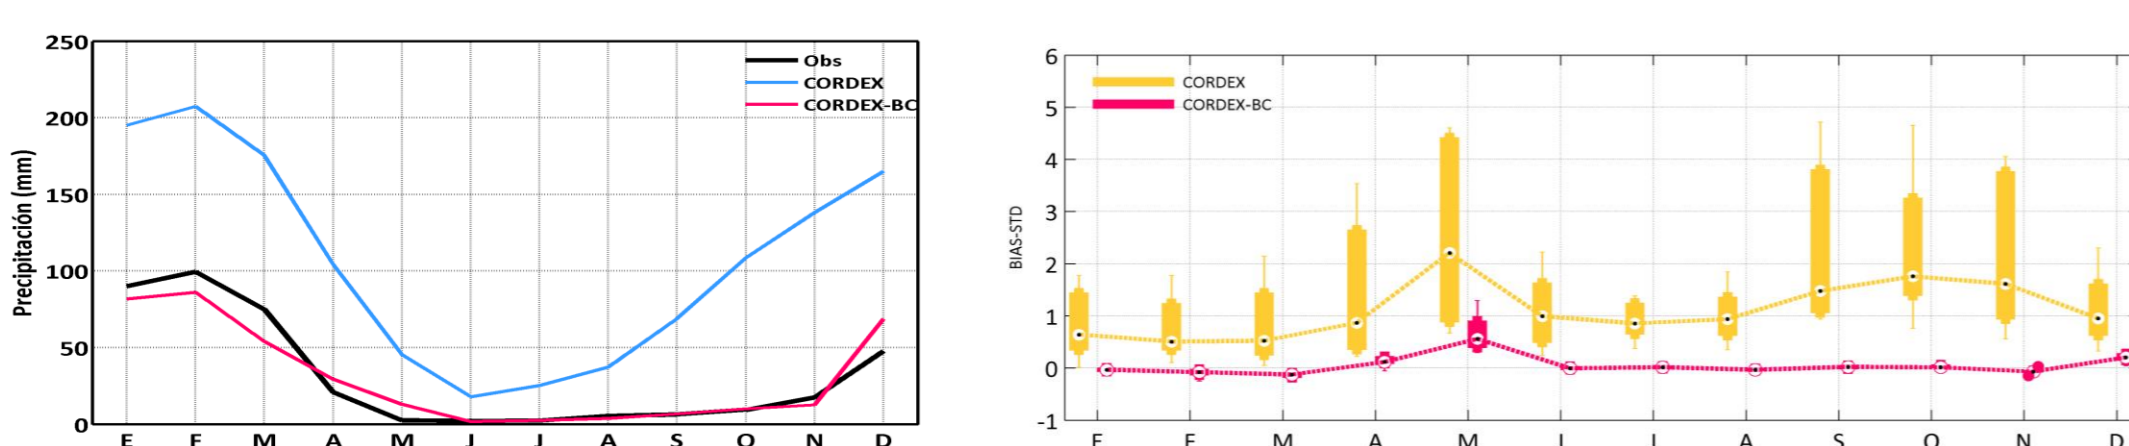 250
200
150
100
50
0
Precipitación (mm)
Obs
CORDEX
CORDEX-BC
E F M A M J J A S O N D
6
5
4
3
2
1
0
-1
BIAS-STD
CORDEX
CORDEX-BC
M A M A S O N D